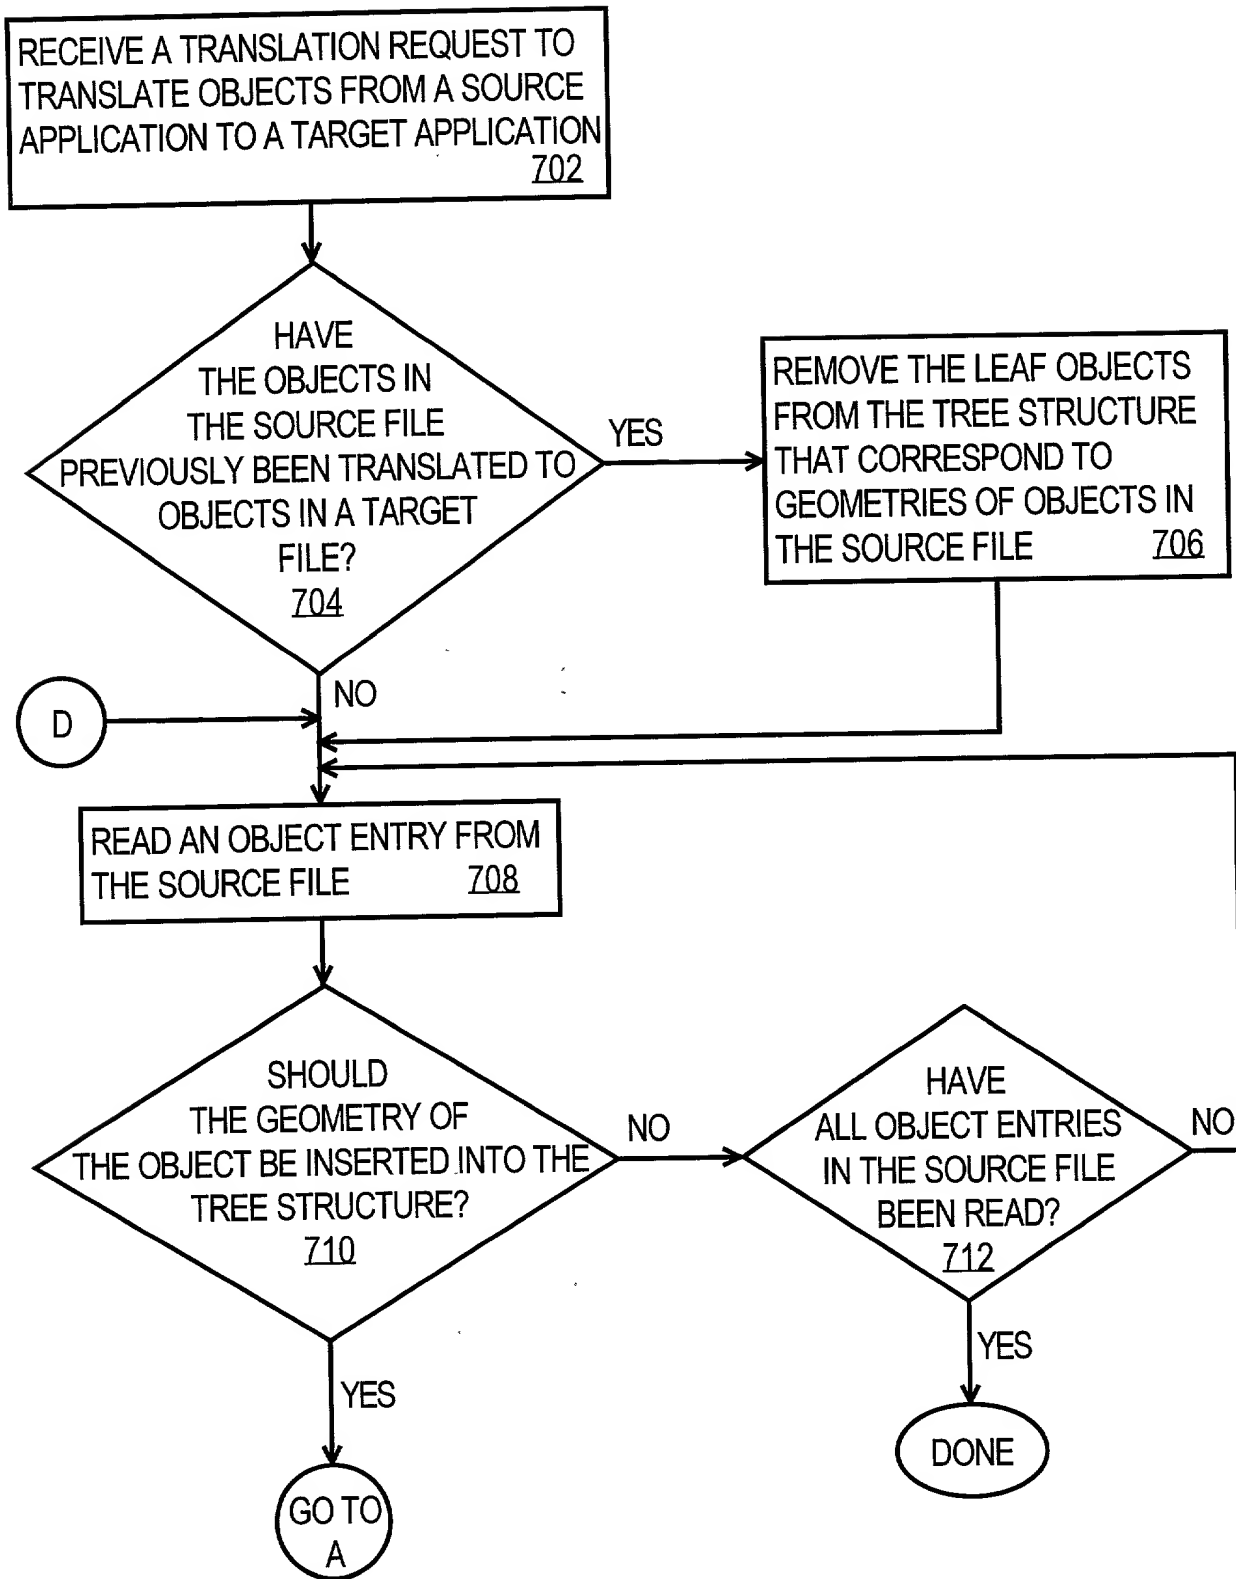 RECEIVE A TRANSLATION REQUEST TO
TRANSLATE OBJECTS FROM A SOURCE
APPLICATION TO A TARGET APPLICATION
702
HAVE
THE OBJECTS IN
THE SOURCE FILE
PREVIOUSLY BEEN TRANSLATED TO
OBJECTS IN A TARGET
FILE?
704
YES
REMOVE THE LEAF OBJECTS
FROM THE TREE STRUCTURE
THAT CORRESPOND TO
GEOMETRIES OF OBJECTS IN
THE SOURCE FILE 706
NO
D
READ AN OBJECT ENTRY FROM
THE SOURCE FILE 708
SHOULD
THE GEOMETRY OF
THE OBJECT BE INSERTED INTO THE
TREE STRUCTURE?
710
NO
HAVE
ALL OBJECT ENTRIES
IN THE SOURCE FILE
BEEN READ?
712
NO
YES
YES
DONE
GO TO
A